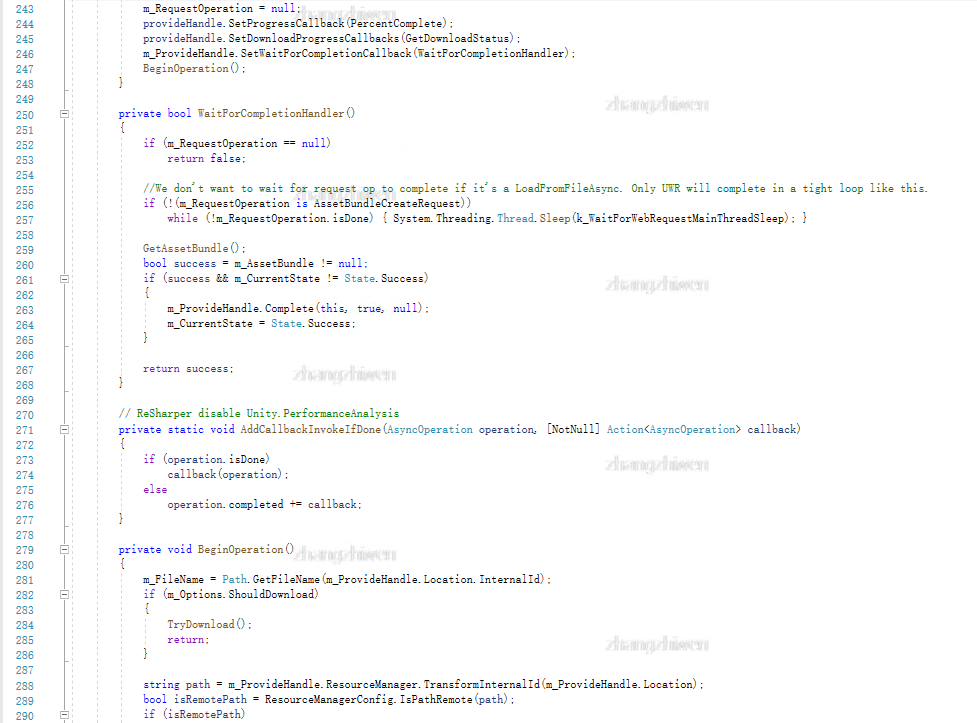 243 m_RequestOperation = null;
244 provideHandle.SetProgressCallback(PercentComplete);
245 provideHandle.SetDownloadProgressCallbacks(GetDownloadStatus);
246 m_ProvideHandle.SetWaitForCompletionCallback(WaitForCompletionHandler);
247 BeginOperation();
248 }
249
250 private bool WaitForCompletionHandler()
251 {
252 if (m_RequestOperation == null)
253 return false;
254
255 //We don't want to wait for request op to complete if it's a LoadFromFileAsync. Only UWR will complete in a tight loop like this.
256 if (!(m_RequestOperation is AssetBundleCreateRequest))
257 while (!m_RequestOperation.isDone) { System.Threading.Thread.Sleep(k_WaitForWebRequestMainThreadSleep); }
258
259 GetAssetBundle();
260 bool success = m_AssetBundle != null;
261 if (success && m_CurrentState != State.Success)
262 {
263 m_ProvideHandle.Complete(this, true, null);
264 m_CurrentState = State.Success;
265 }
266
267 return success;
268 }
269
270 // ReSharper disable Unity.PerformanceAnalysis
271 private static void AddCallbackInvokeIfDone(AsyncOperation operation, [NotNull] Action<AsyncOperation> callback)
272 {
273 if (operation.isDone)
274 callback(operation);
275 else
276 operation.completed += callback;
277 }
278
279 private void BeginOperation()
280 {
281 m_FileName = Path.GetFileName(m_ProvideHandle.Location.InternalId);
282 if (m_Options.ShouldDownload)
283 {
284 TryDownload();
285 return;
286 }
287
288 string path = m_ProvideHandle.ResourceManager.TransformInternalId(m_ProvideHandle.Location);
289 bool isRemotePath = ResourceManagerConfig.IsPathRemote(path);
290 if (isRemotePath)
zhangzhiwen
zhangzhiwen
zhangzhiwen
zhangzhiwen
zhangzhiwen
zhangzhiwen
zhangzhiwen
zhangzhiwen